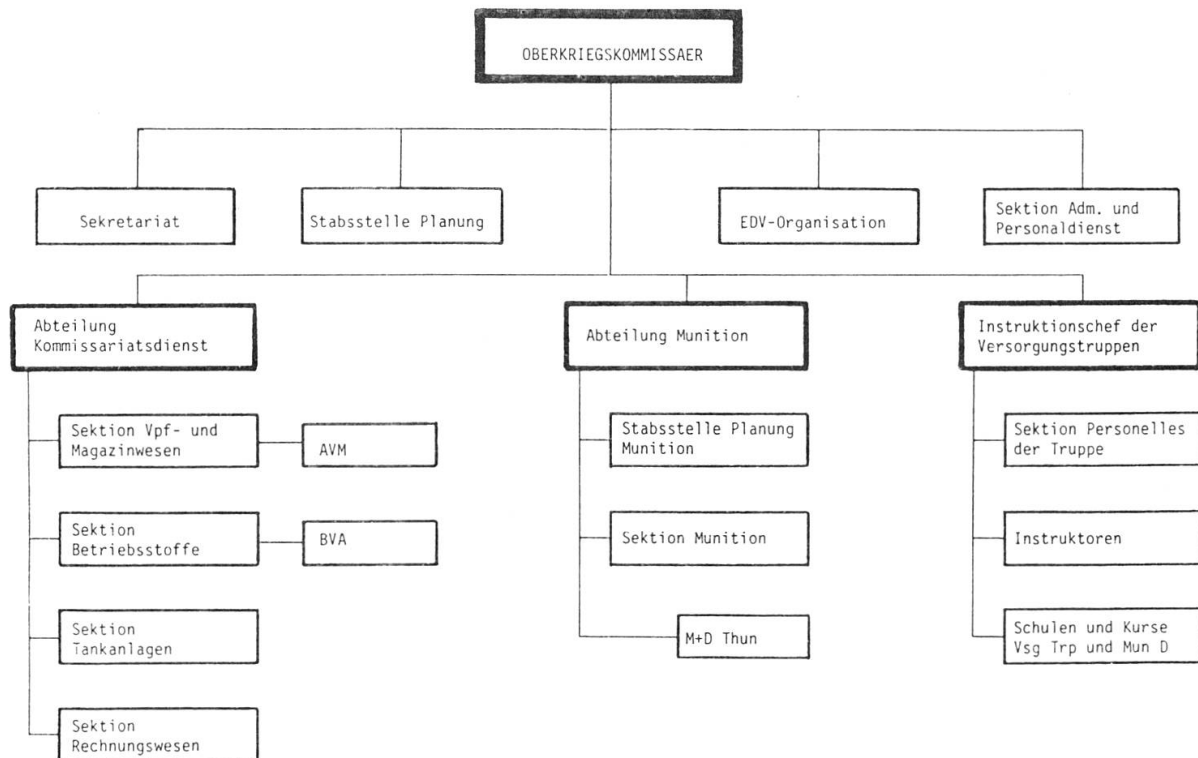 OBERKRIEGSKOMMISSAER
Sekretariat
Stabsstelle Planung
EDV-Organisation
Sektion Adm. und
Personaldienst
Abteilung
Kommissariatsdienst
Abteilung Munition
Instruktionschef der
Versorgungstruppen
Sektion Vpf- und
Magazinwesen
AVM
Stabsstelle Planung
Munition
Sektion Personelles
der Truppe
Sektion
Betriebsstoffe
BVA
Sektion Munition
Instruktoren
Sektion
Tankanlagen
M+D Thun
Schulen und Kurse
Vsg Trp und Mun D
Sektion
Rechnungswesen